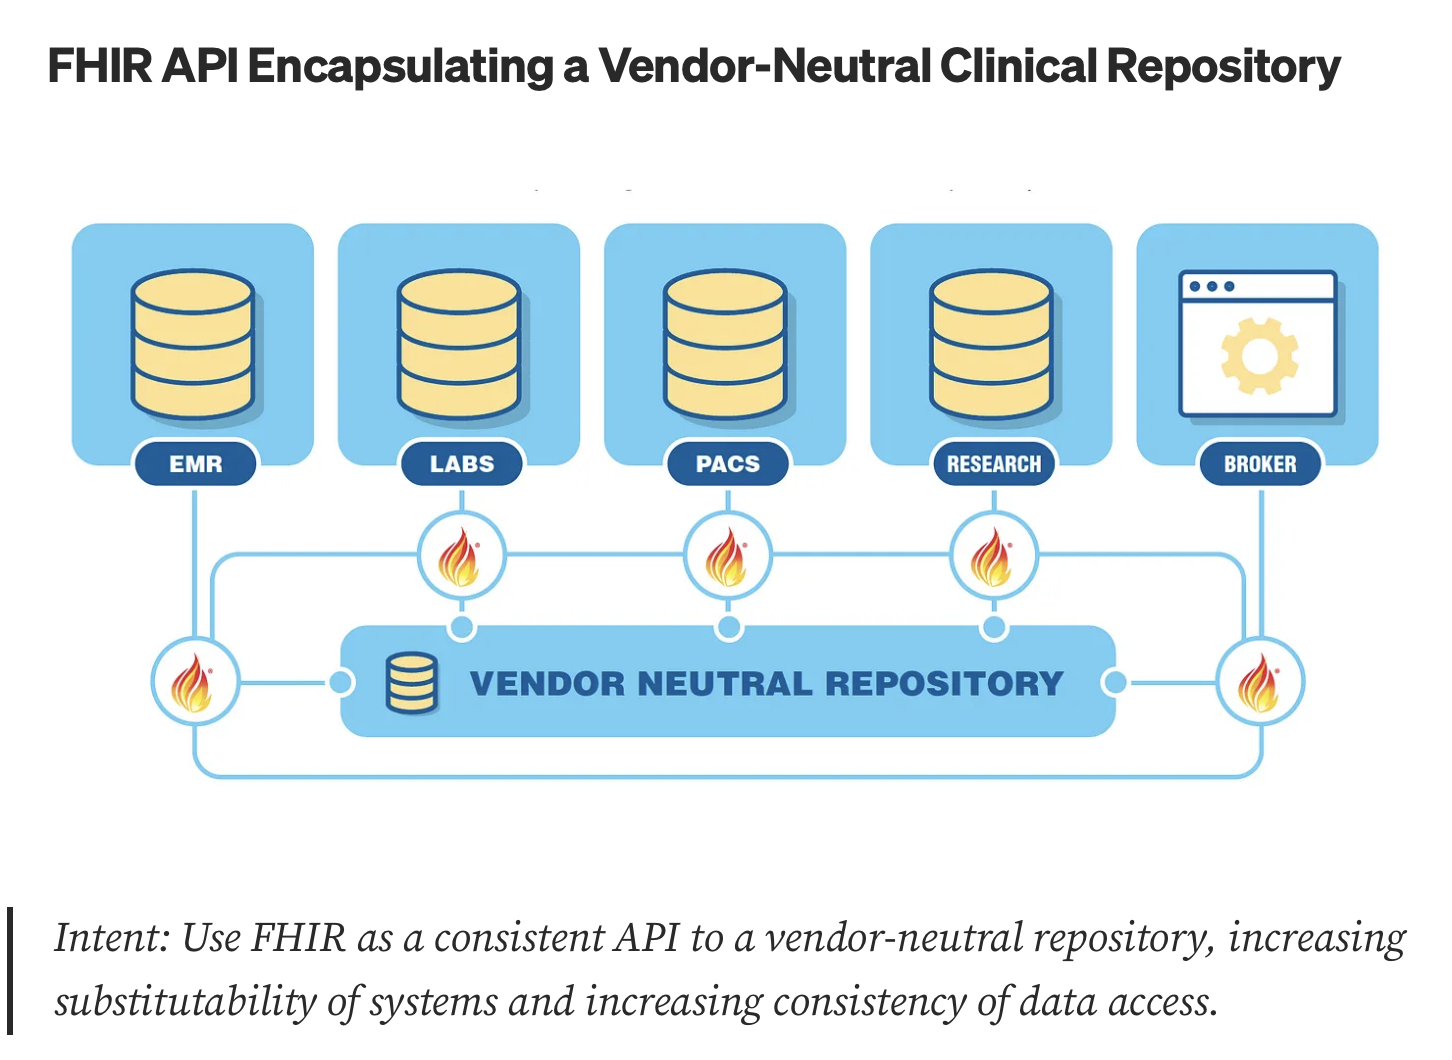 FHIR API Encapsulating a Vendor-Neutral Clinical Repository
EMR
LABS
PACS
RESEARCH
BROKER
VENDOR NEUTRAL REPOSITORY
Intent: Use FHIR as a consistent API to a vendor-neutral repository, increasing
substitutability of systems and increasing consistency of data access.